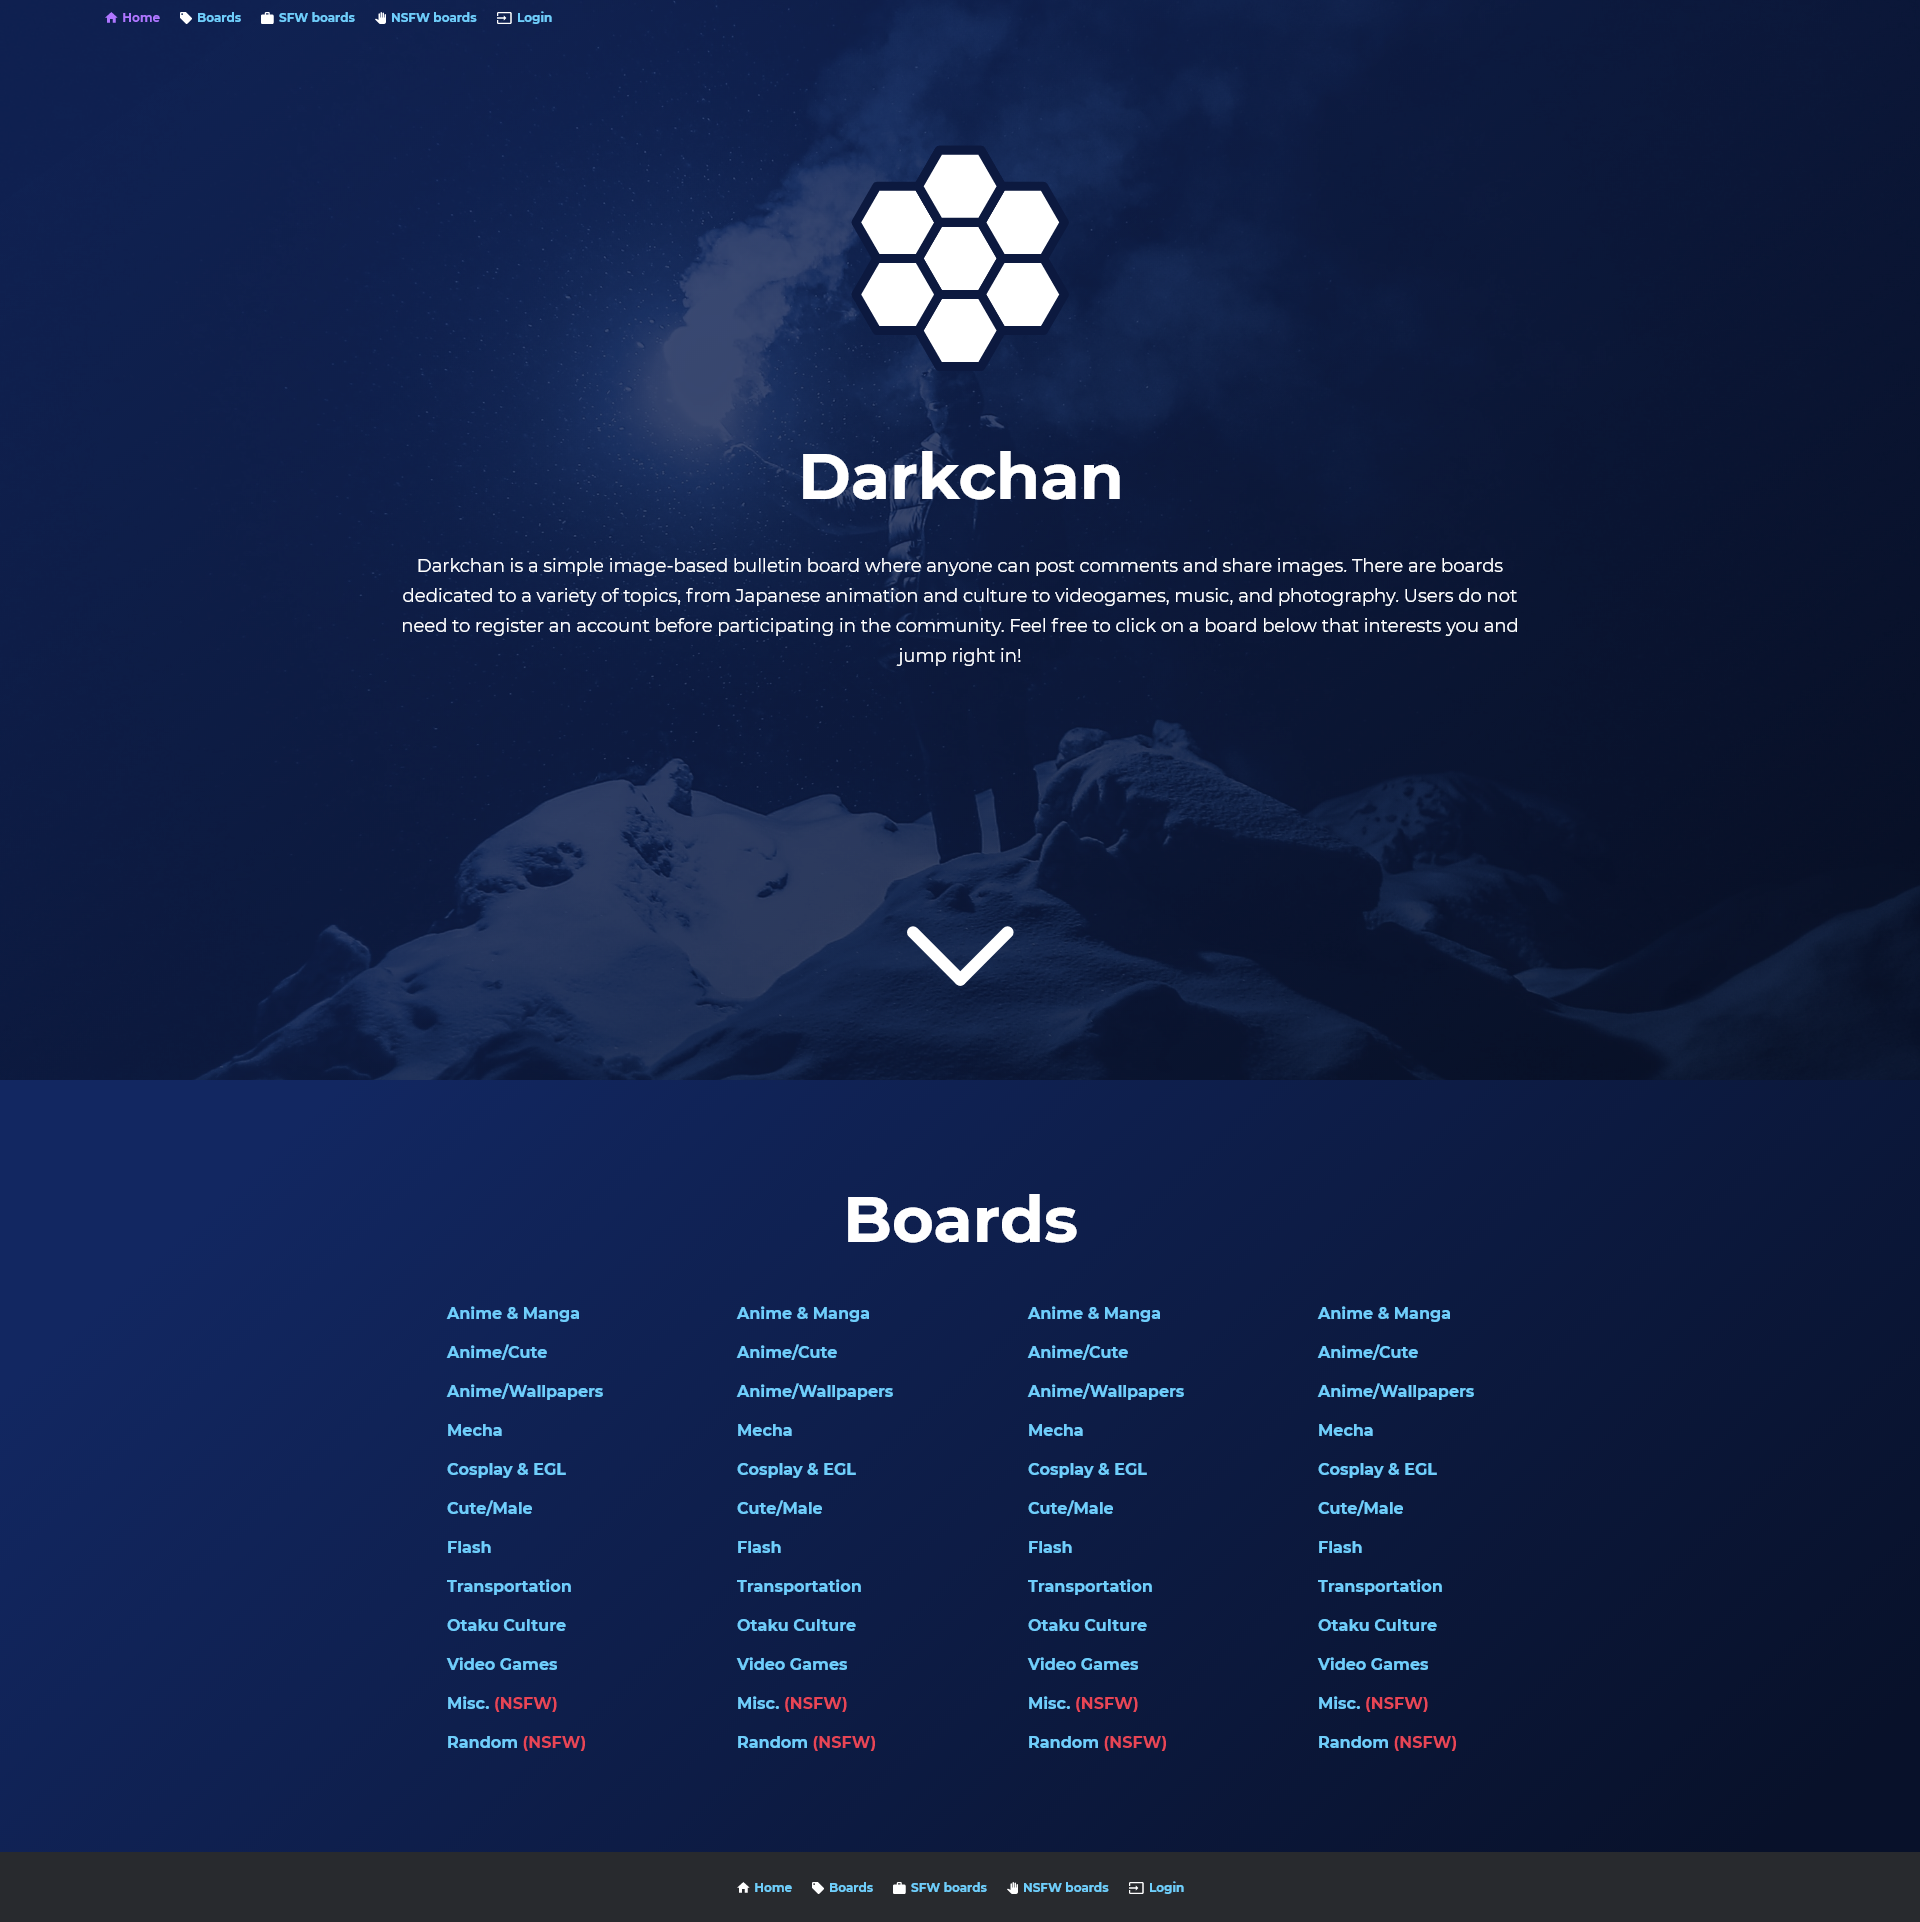 Home Boards SFW boards NSFW boards Login
Darkchan
Darkchan is a simple image-based bulletin board where anyone can post comments and share images. There are boards
dedicated to a variety of topics, from Japanese animation and culture to videogames, music, and photography. Users do not
need to register an account before participating in the community. Feel free to click on a board below that interests you and
jump right in!
Boards
Anime & Manga Anime & Manga Anime & Manga Anime & Manga
Anime/Cute Anime/Cute Anime/Cute Anime/Cute
Anime/Wallpapers Anime/Wallpapers Anime/Wallpapers Anime/Wallpapers
Mecha Mecha Mecha Mecha
Cosplay & EGL Cosplay & EGL Cosplay & EGL Cosplay & EGL
Cute/Male Cute/Male Cute/Male Cute/Male
Flash Flash Flash Flash
Transportation Transportation Transportation Transportation
Otaku Culture Otaku Culture Otaku Culture Otaku Culture
Video Games Video Games Video Games Video Games
Misc. (NSFW) Misc. (NSFW) Misc. (NSFW) Misc. (NSFW)
Random (NSFW) Random (NSFW) Random (NSFW) Random (NSFW)
Home Boards SFW boards NSFW boards Login